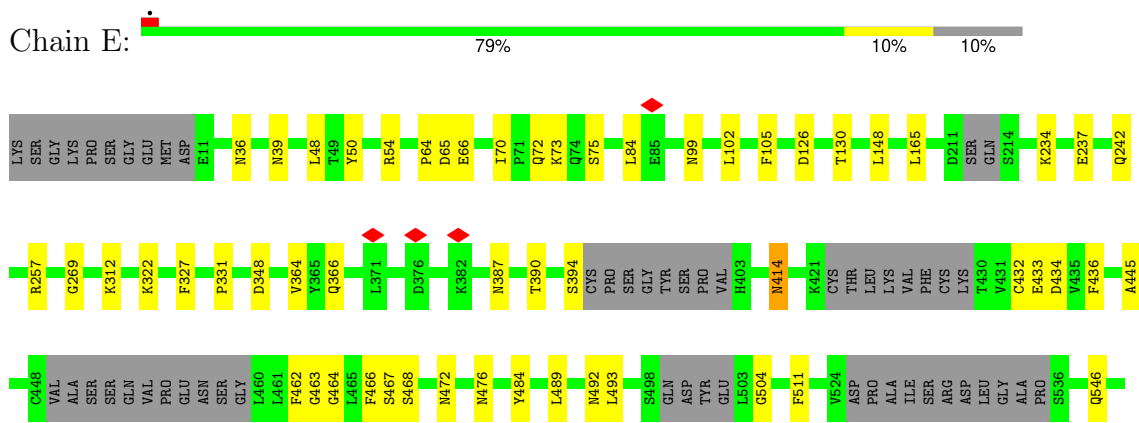 Chain E:
79% 10% 10%
LYS SER GLY LYS PRO SER GLY GLU MET ASP E11 N36 N39 L48 T49 Y50 R54 P64 D65 E66 I70 P71 Q72 K73 Q74 S75 L84 E85 N99 L102 F105 D126 T130 L148 L165 D211 SER GLN S214 K234 E237 Q242
R257 G269 K312 K322 F327 P331 D348 V364 Y365 Q366 L371 D376 K382 N387 T390 S394 CYS PRO SER GLY TYR SER PRO VAL H403 N414 K421 CYS THR LEU LYS VAL PHE CYS LYS T430 V431 C432 E433 D434 V435 F436 A445
C448 VAL ALA SER SER GLN VAL PRO GLU ASN SER GLY L460 L461 F462 G463 G464 L465 F466 S467 S468 N472 N476 Y484 L489 N492 L493 S498 GLN ASP TYR GLU L503 G504 F511 V524 ASP PRO ALA ILE SER ARG ASP LEU GLY ALA PRO S536 Q546